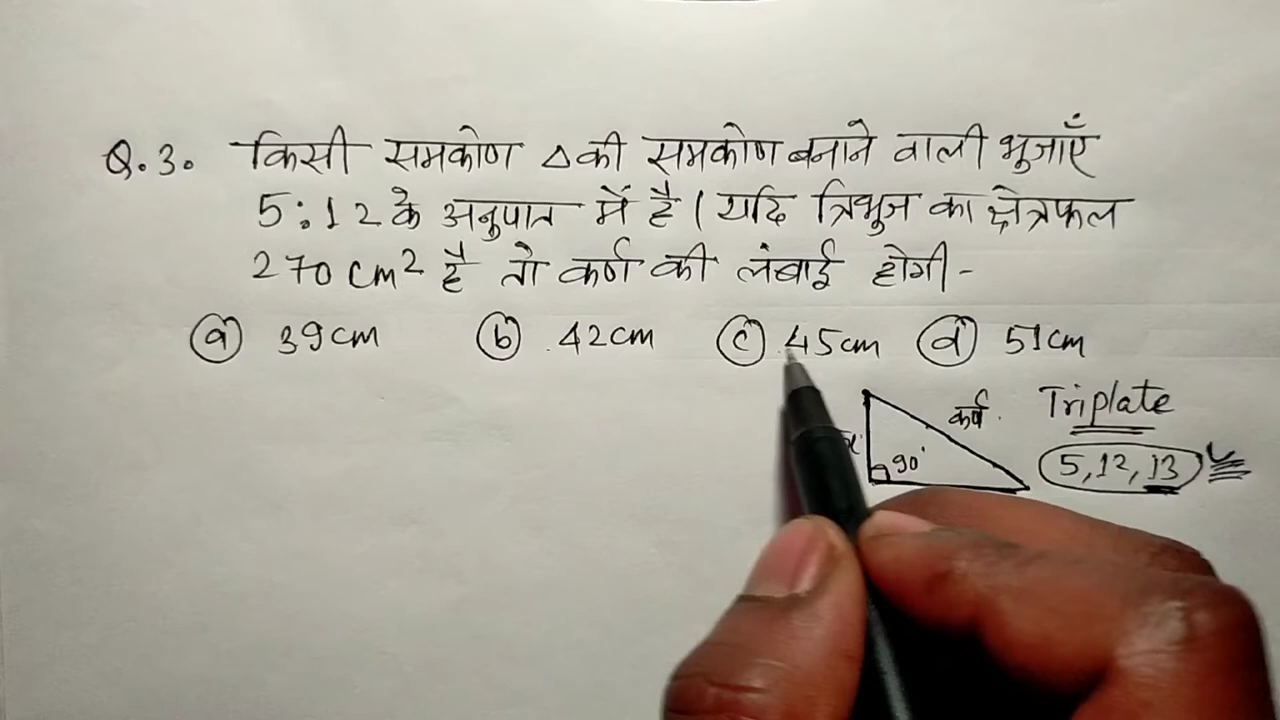 Q.3. किसी समकोण △ की समकोण बनाने वाली भुजाएँ
5:12 के अनुपात में है। यदि त्रिभुज का क्षेत्रफल
270 cm² है तो कर्ण की लंबाई होगी -
(a) 39cm (b) 42cm (c) 45cm (d) 51cm
कर्ण. Triplate
90° 5,12,13